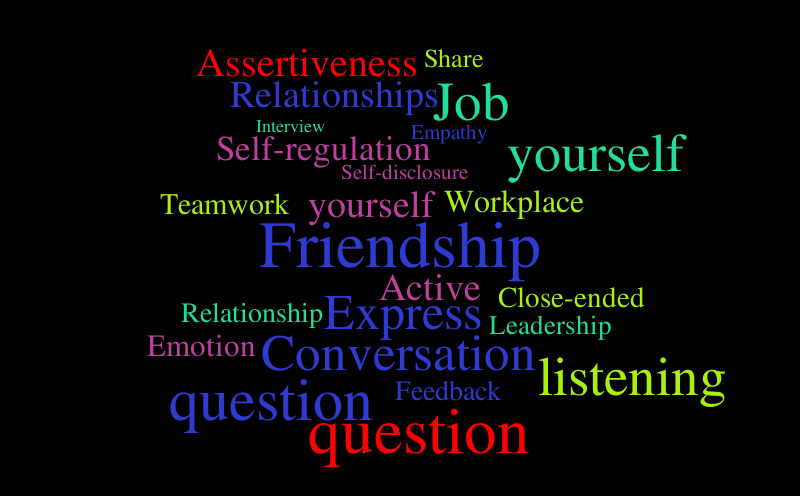 Assertiveness Share
Relationships Job
Interview Empathy
Self-regulation yourself
Self-disclosure
Teamwork yourself Workplace
Friendship
Active Close-ended
Relationship Express Leadership
Emotion Conversation
question Feedback listening
question